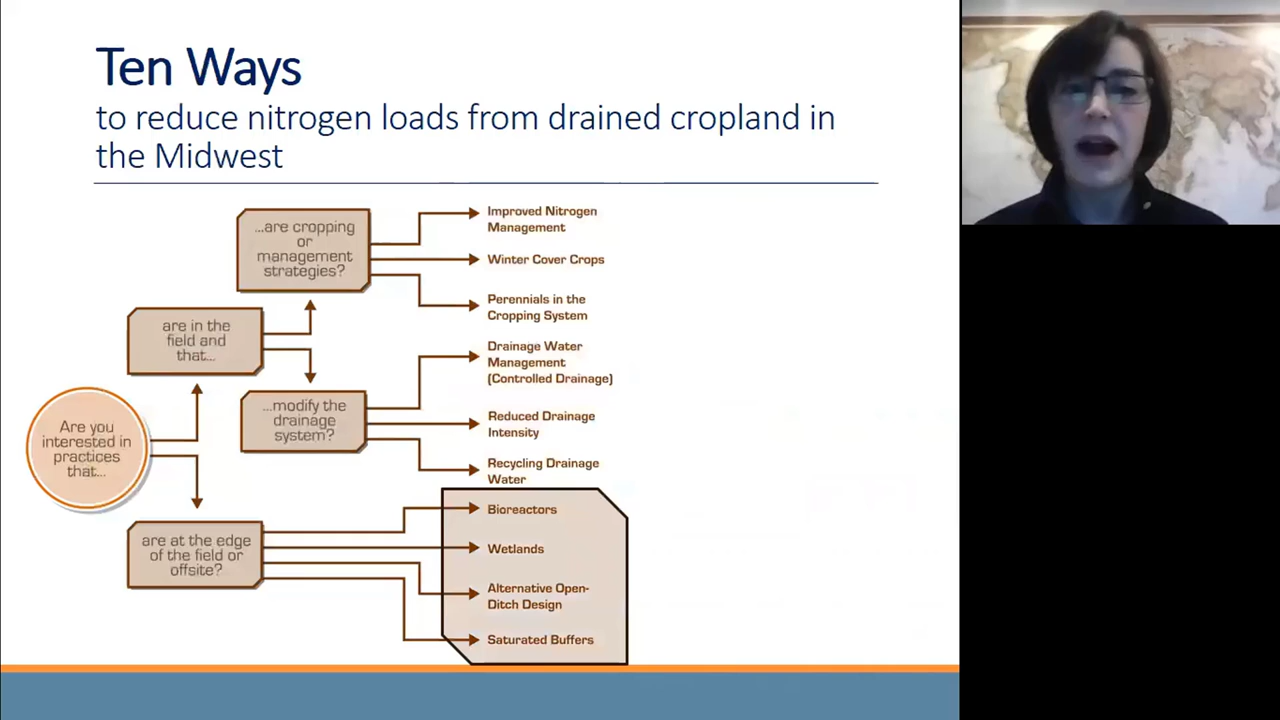 Ten Ways
to reduce nitrogen loads from drained cropland in
the Midwest
...are cropping
or
management
strategies?
Improved Nitrogen
Management
Winter Cover Crops
Perennials in the
Cropping System
are in the
field and
that...
Drainage Water
Management
(Controlled Drainage)
...modify the
drainage
system?
Reduced Drainage
Intensity
Recycling Drainage
Water
Are you
interested in
practices
that...
are at the edge
of the field or
offsite?
Bioreactors
Wetlands
Alternative Open-
Ditch Design
Saturated Buffers